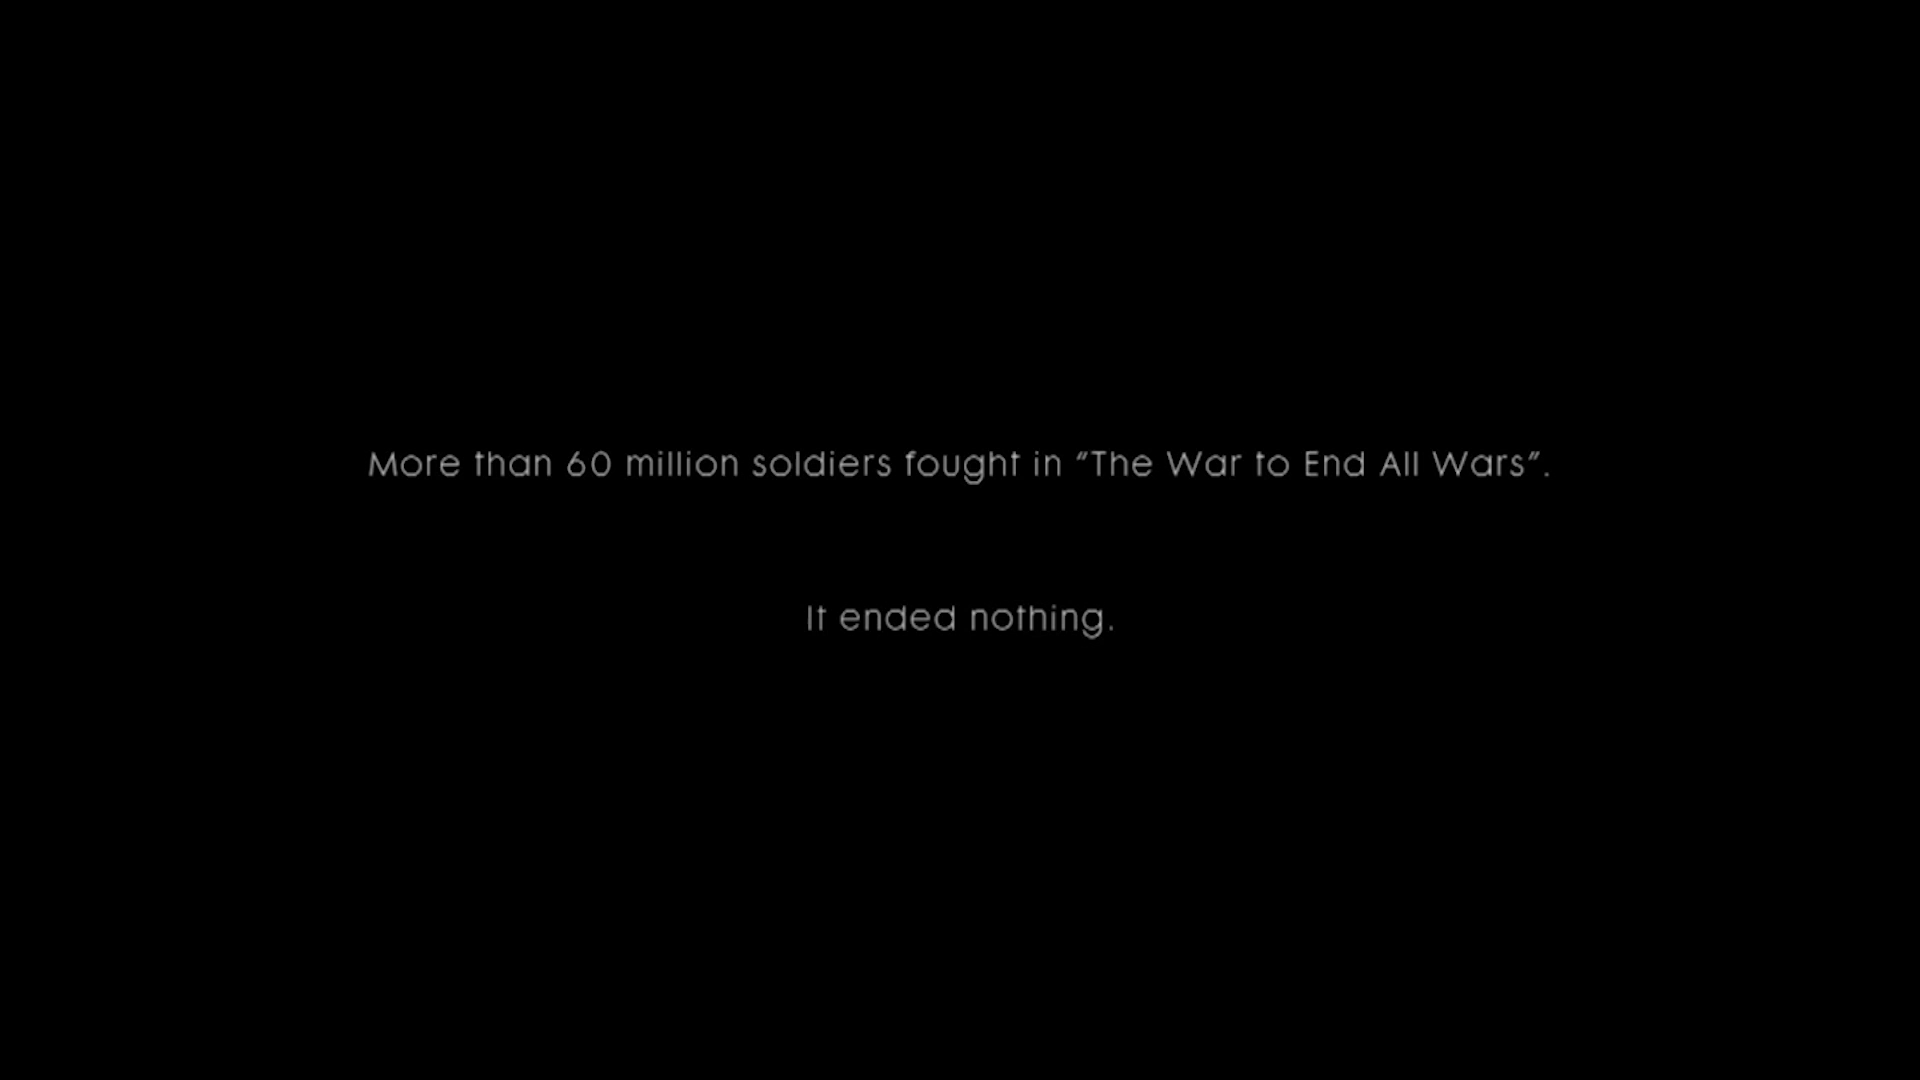 More than 60 million soldiers fought in “The War to End All Wars”.
It ended nothing.